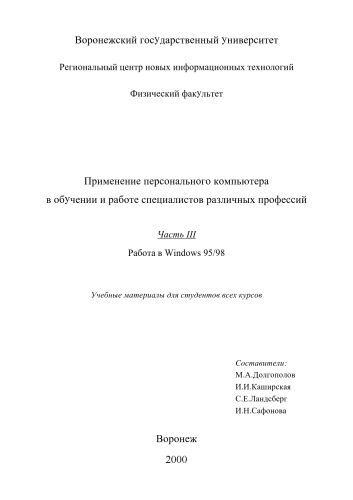 Воронежский государственный университет
Региональный центр новых информационных технологий
Физический факультет
Применение персонального компьютера
в обучении и работе специалистов различных профессий
Часть III
Работа в Windows 95/98
Учебные материалы для студентов всех курсов
Составители:
М.А.Долгополов
И.И.Каширская
С.Е.Ландсберг
И.Н.Сафонова
Воронеж
2000